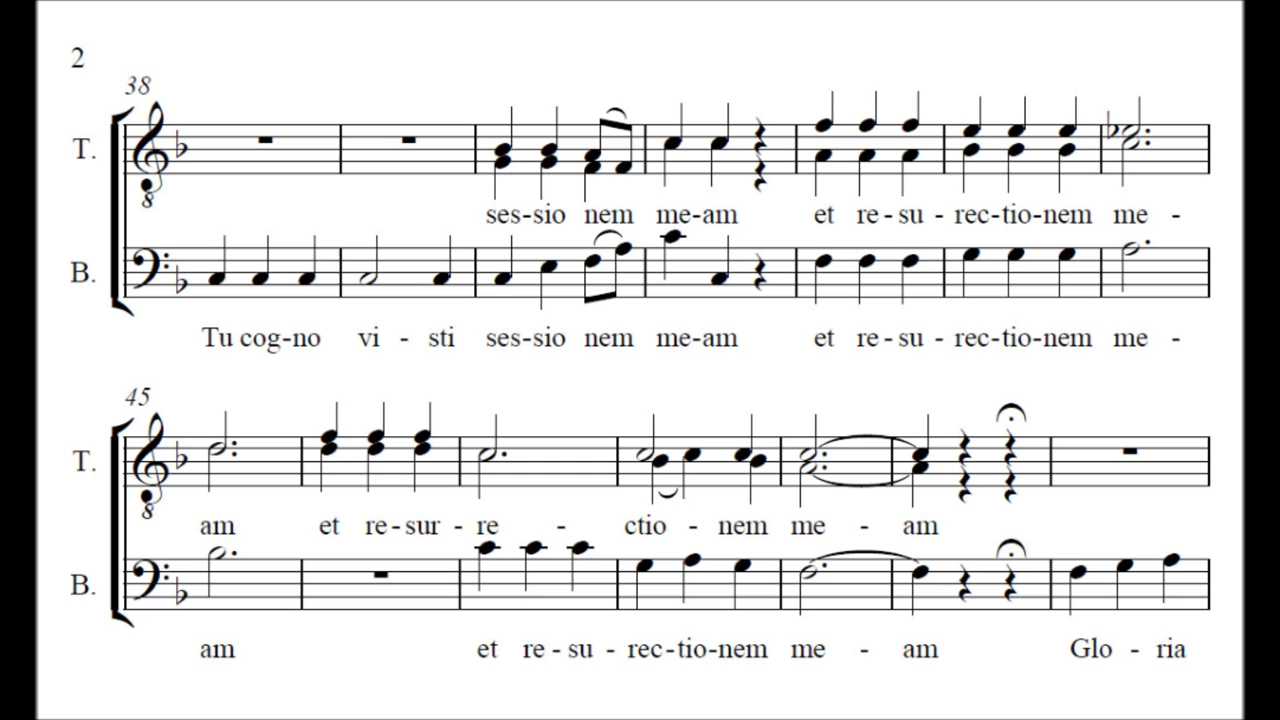 2
38
T.
8
ses-sio nem me-am et re-su-rec-tio-nem me -
B.
Tu cog-no vi - sti ses-sio nem me-am et re-su-rec-tio-nem me -
45
T.
8
am et re-sur-re - ctio - nem me - am
B.
am et re-su-rec-tio-nem me - am Glo - ria